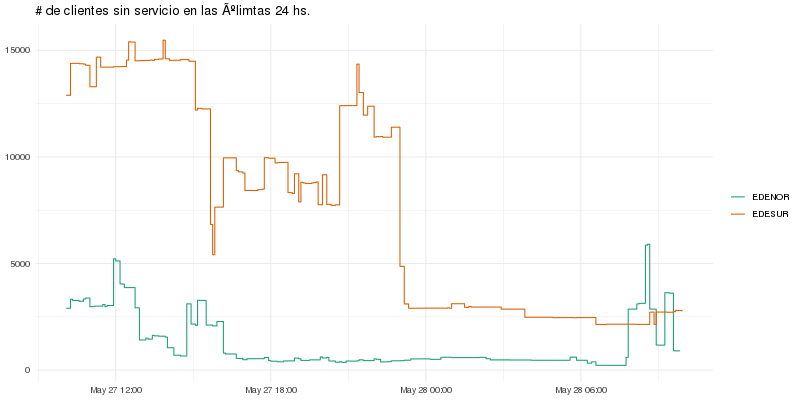 # de clientes sin servicio en las Ãºlimtas 24 hs.
15000
10000
5000
0
May 27 12:00
May 27 18:00
May 28 00:00
May 28 06:00
EDENOR
EDESUR